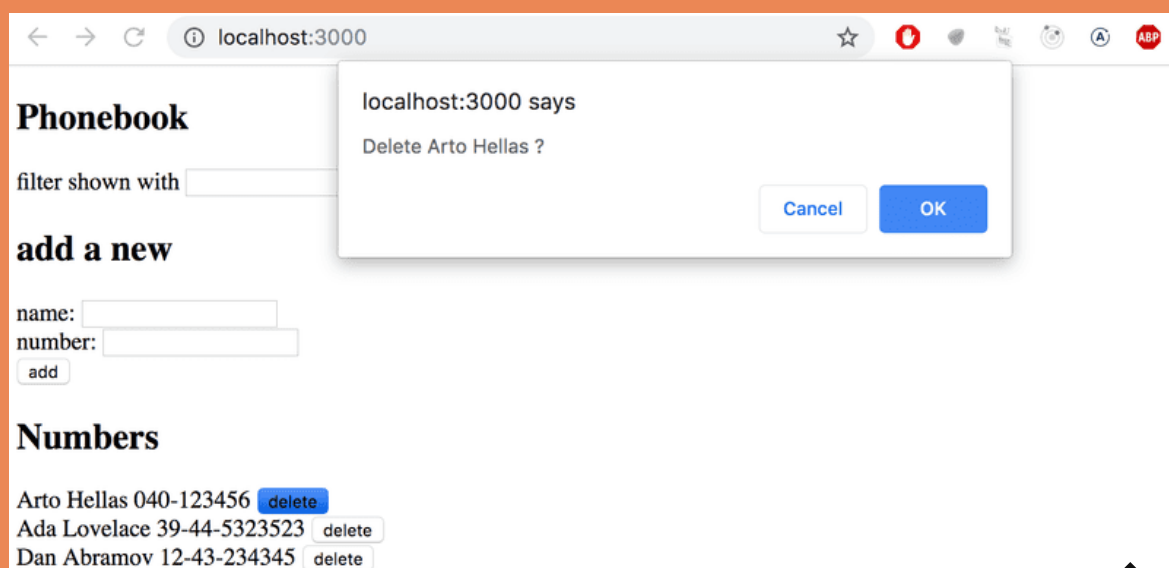 localhost:3000
ABP
localhost:3000 says
Delete Arto Hellas ?
Cancel OK
Phonebook
filter shown with
add a new
name:
number:
add
Numbers
Arto Hellas 040-123456 delete
Ada Lovelace 39-44-5323523 delete
Dan Abramov 12-43-234345 delete